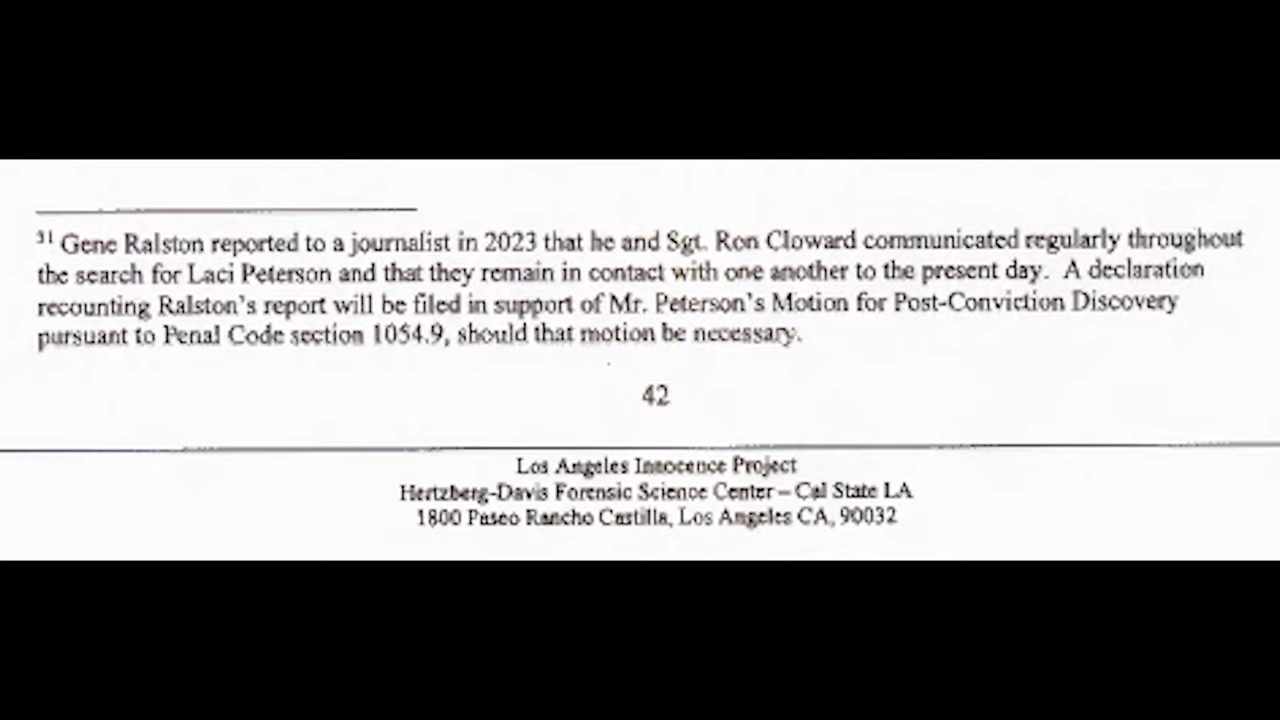 31 Gene Ralston reported to a journalist in 2023 that he and Sgt. Ron Cloward communicated regularly throughout
the search for Laci Peterson and that they remain in contact with one another to the present day. A declaration
recounting Ralston's report will be filed in support of Mr. Peterson's Motion for Post-Conviction Discovery
pursuant to Penal Code section 1054.9, should that motion be necessary.
42
Los Angeles Innocence Project
Hertzberg-Davis Forensic Science Center – Cal State LA
1800 Paseo Rancho Castilla, Los Angeles CA, 90032